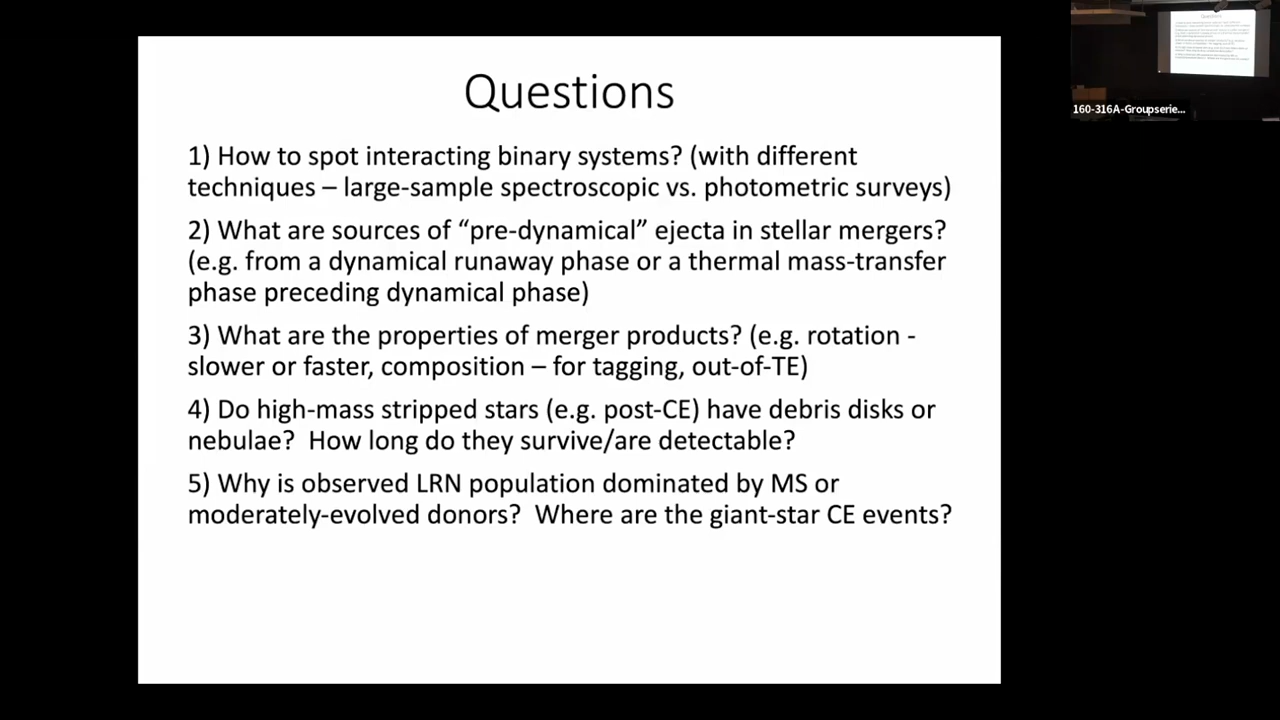 Questions
1) How to spot interacting binary systems? (with different
techniques – large-sample spectroscopic vs. photometric surveys)
2) What are sources of “pre-dynamical” ejecta in stellar mergers?
(e.g. from a dynamical runaway phase or a thermal mass-transfer
phase preceding dynamical phase)
3) What are the properties of merger products? (e.g. rotation -
slower or faster, composition – for tagging, out-of-TE)
4) Do high-mass stripped stars (e.g. post-CE) have debris disks or
nebulae?  How long do they survive/are detectable?
5) Why is observed LRN population dominated by MS or
moderately-evolved donors?  Where are the giant-star CE events?
Questions
160-316A-Groupserie...